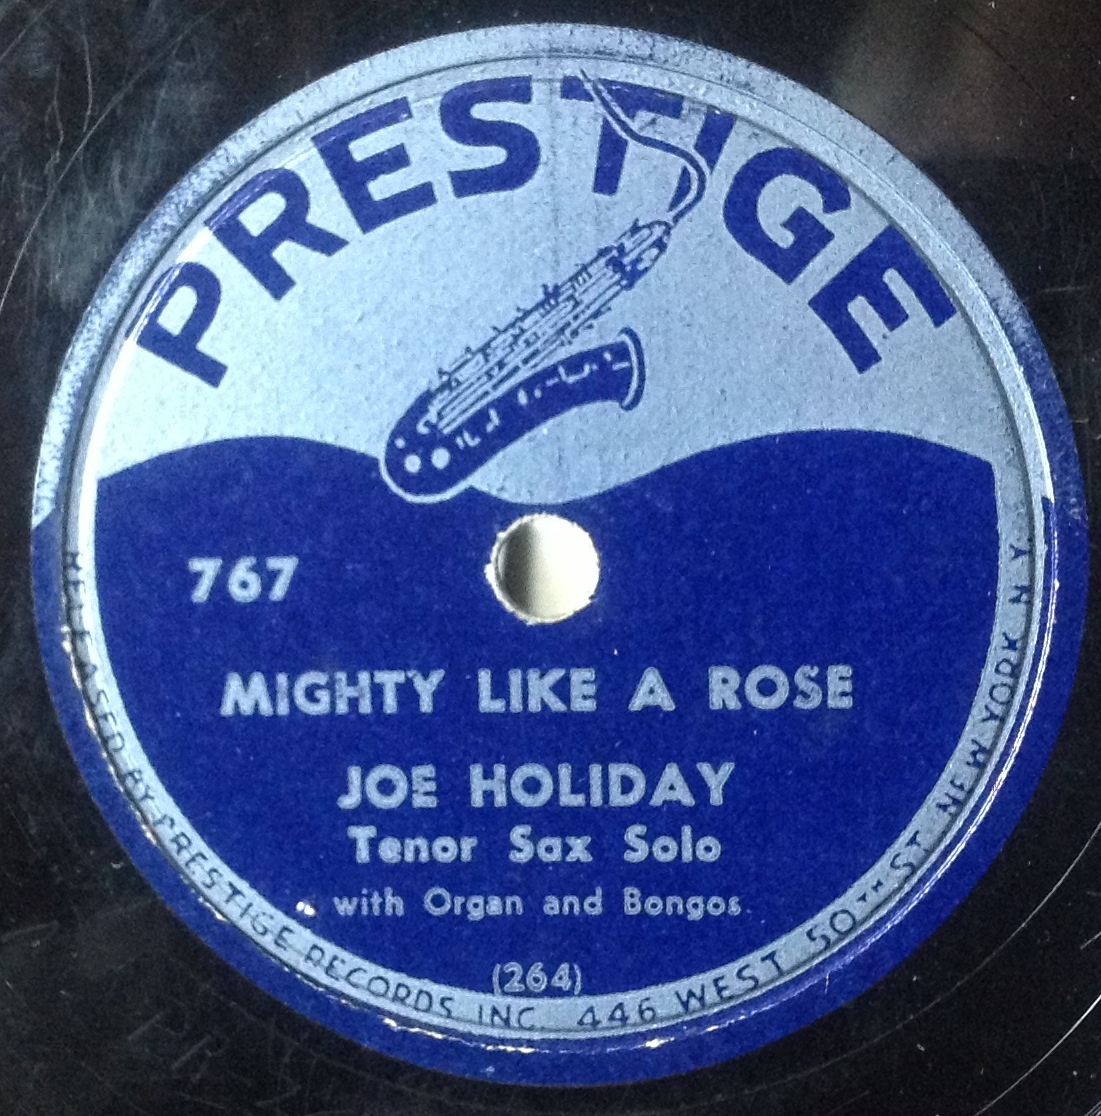 PRESTIGE
767
MIGHTY LIKE A ROSE
JOE HOLIDAY
Tenor Sax Solo
with Organ and Bongos
(264)
RELEASED BY PRESTIGE RECORDS INC. 446 WEST 50TH ST. NEW YORK N.Y.